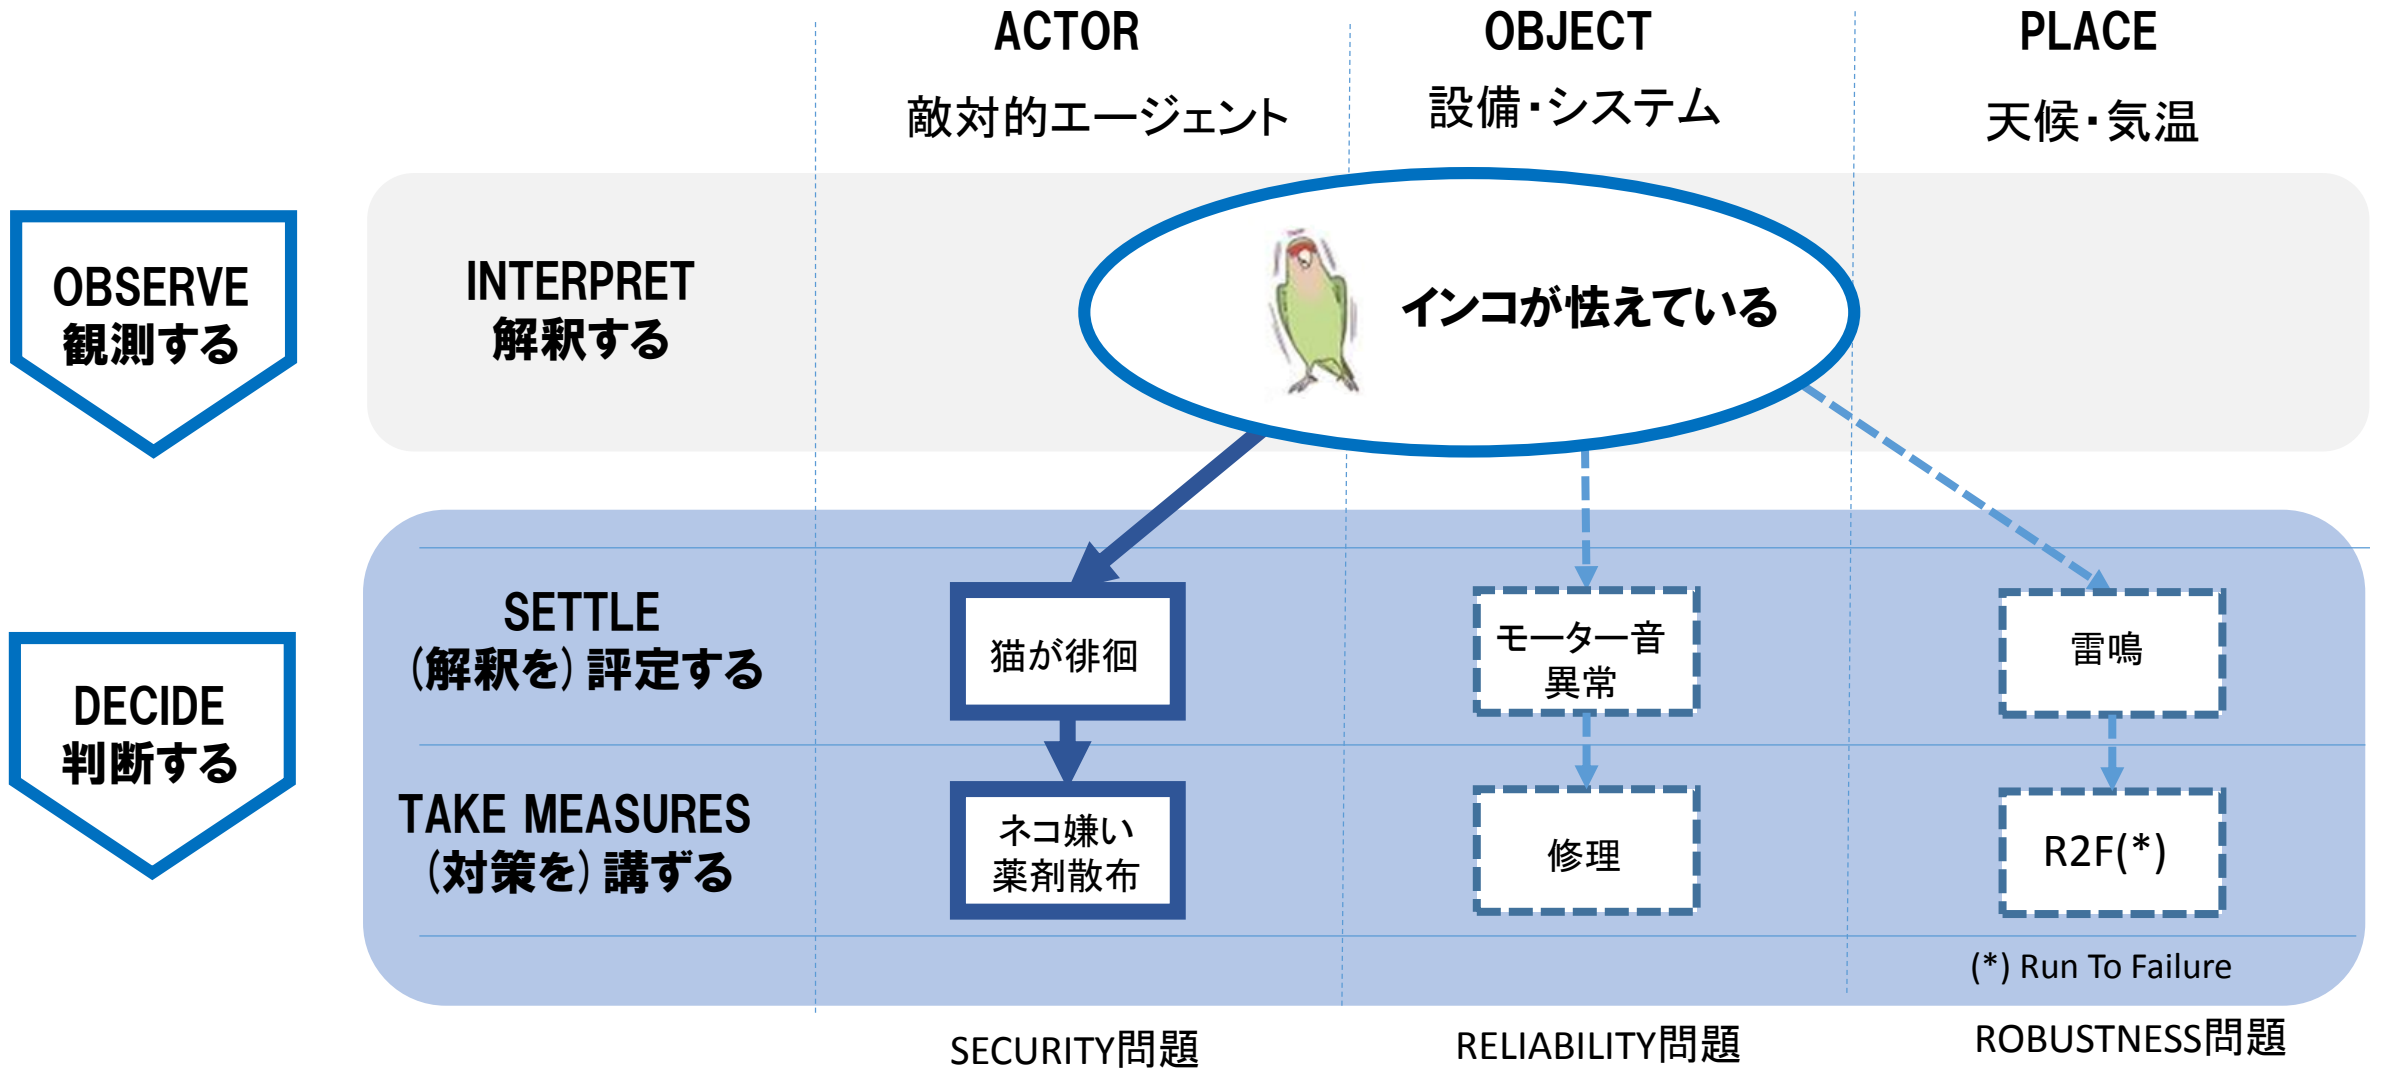 ACTOR
敵対的エージェント
OBJECT
設備・システム
PLACE
天候・気温
OBSERVE
観測する
INTERPRET
解釈する
インコが怯えている
DECIDE
判断する
SETTLE
(解釈を)評定する
猫が徘徊
モーター音
異常
雷鳴
TAKE MEASURES
(対策を)講ずる
ネコ嫌い
薬剤散布
修理
R2F(*)
(*) Run To Failure
SECURITY問題
RELIABILITY問題
ROBUSTNESS問題